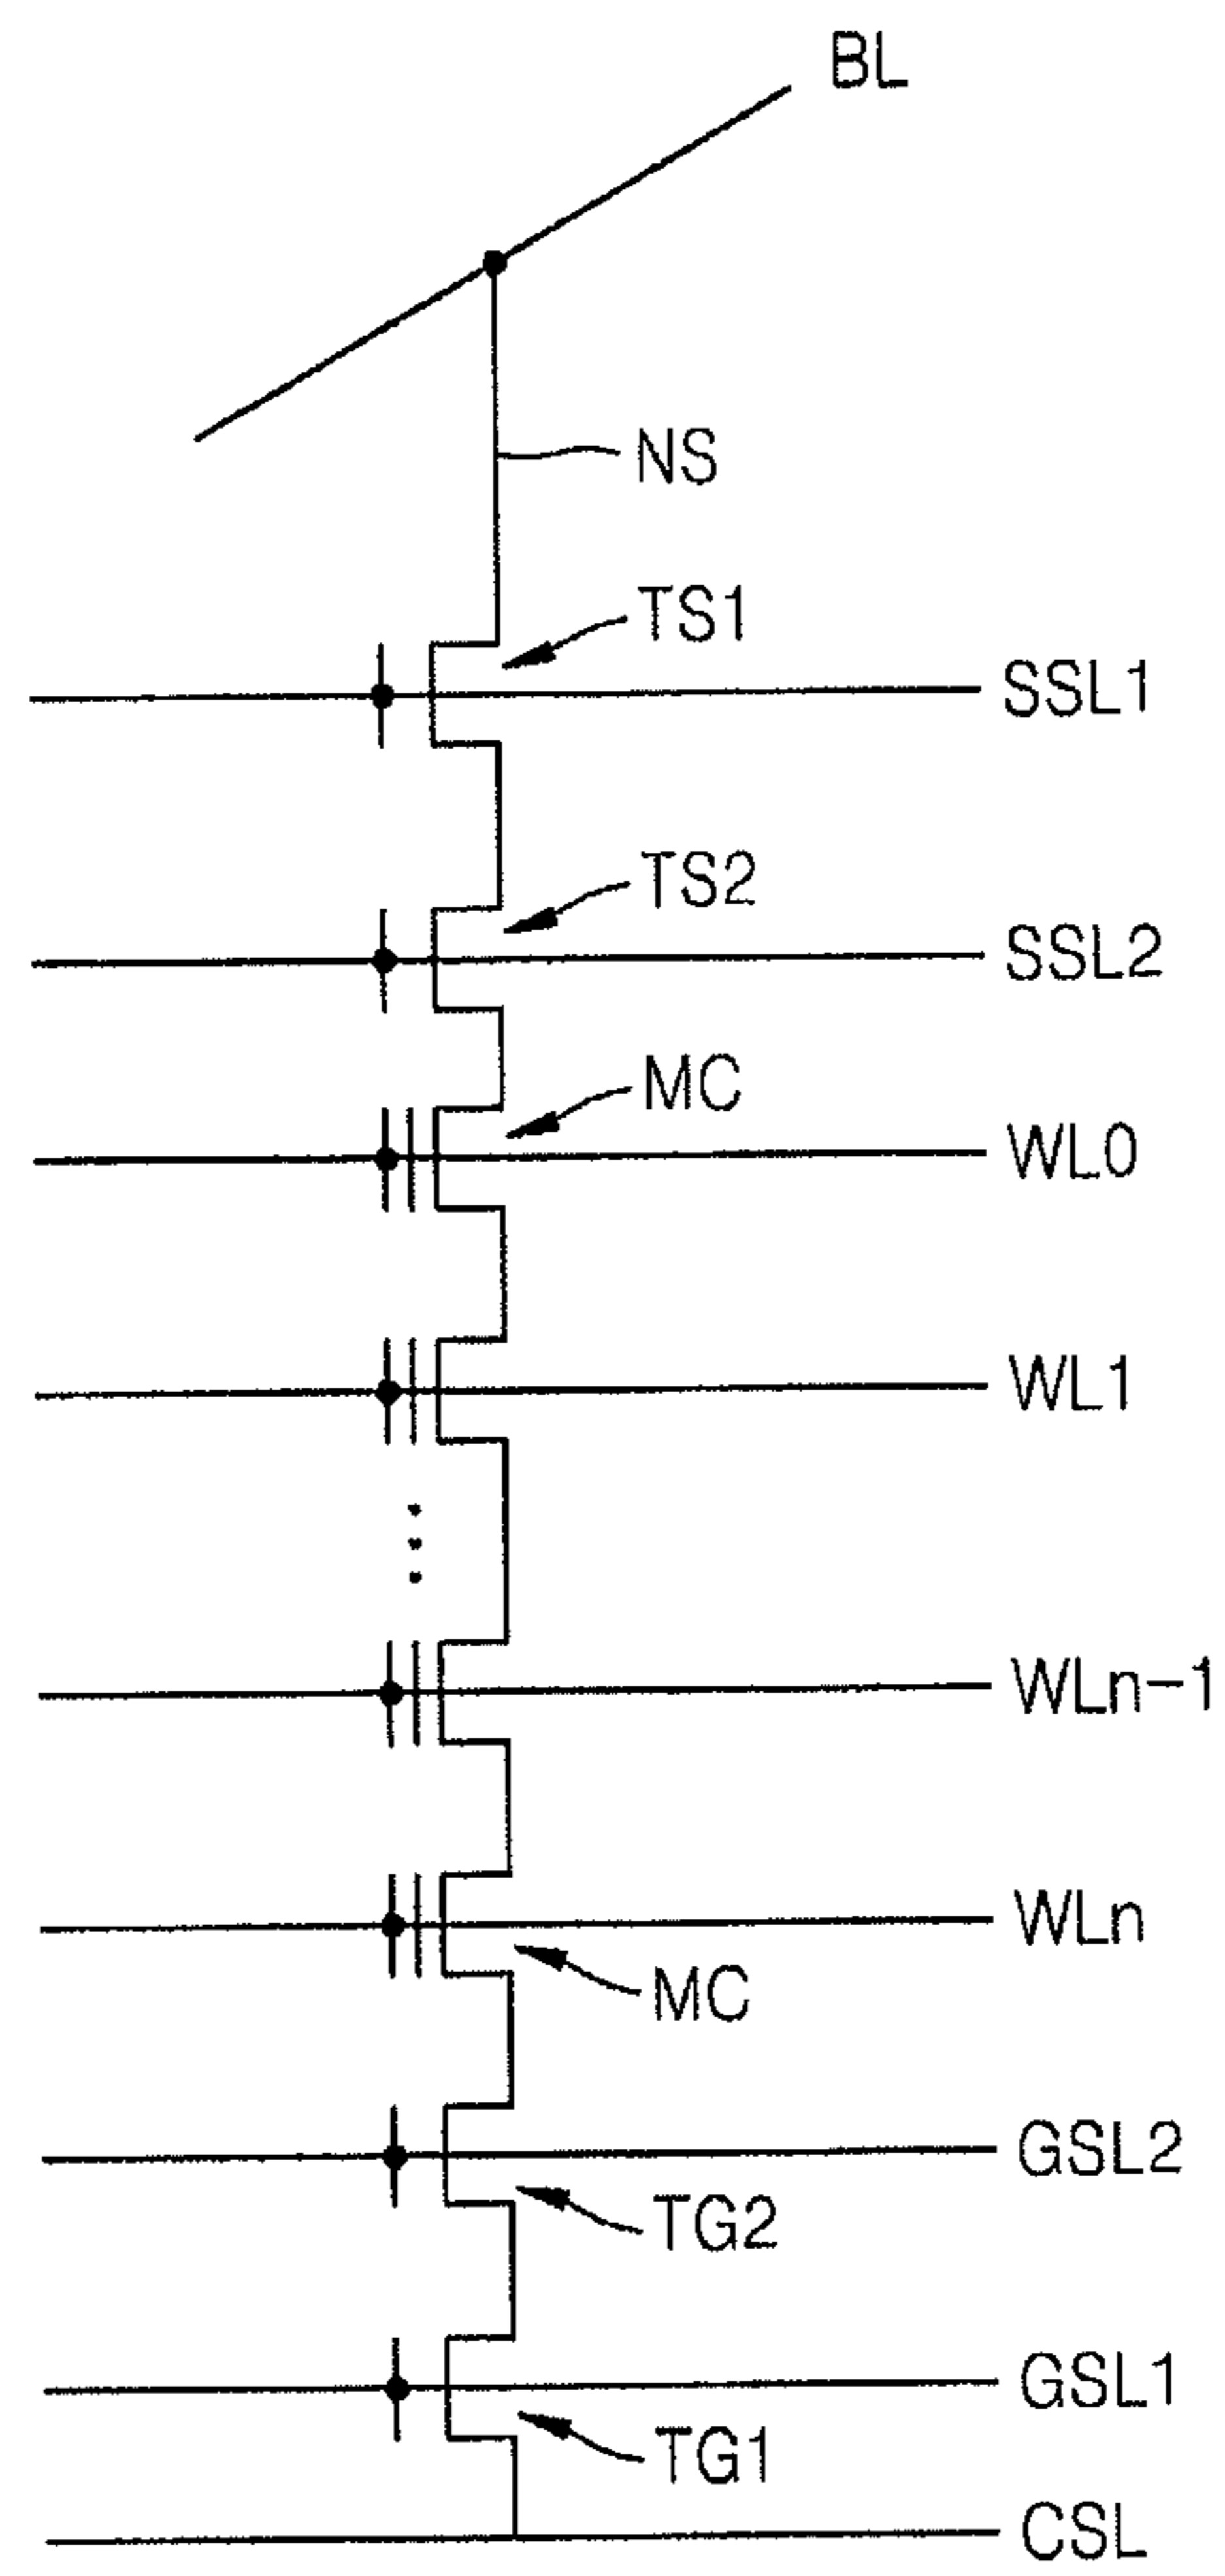 BL
NS
TS1
SSL1
TS2
SSL2
MC
WL0
WL1
WLn-1
WLn
MC
GSL2
TG2
GSL1
TG1
CSL